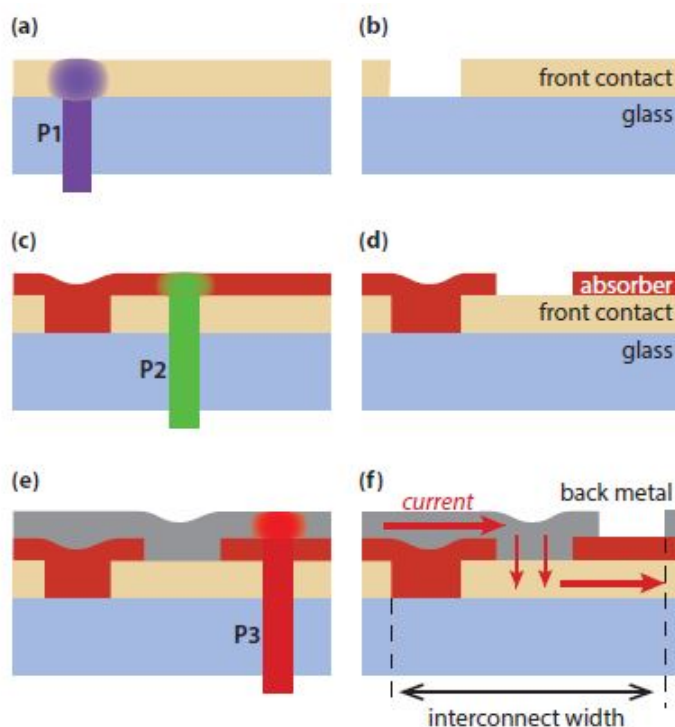 (a)
(b)
P1
front contact
glass
(c)
(d)
P2
absorber
front contact
glass
(e)
(f)
P3
current
back metal
interconnect width